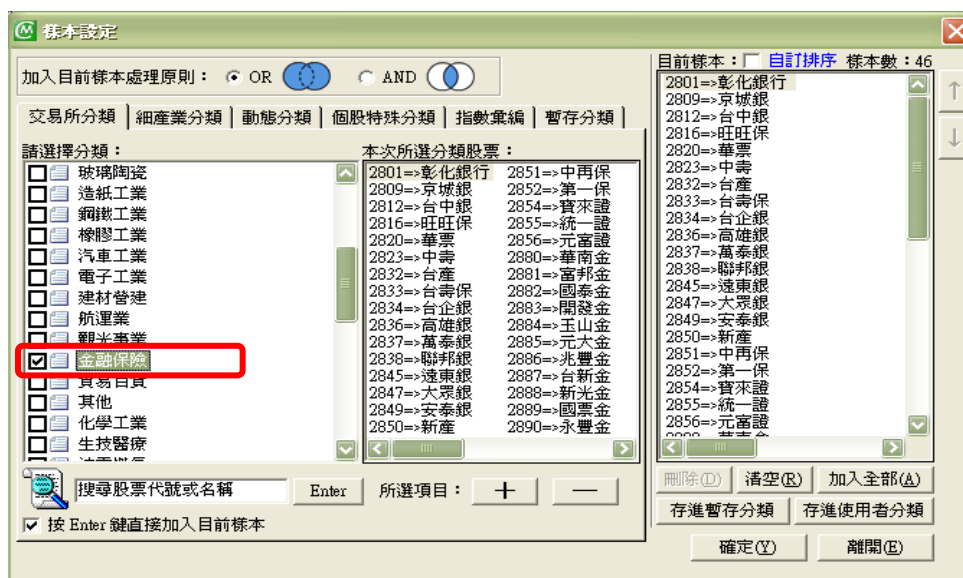 樣本設定
加入目前樣本處理原則： OR AND
交易所分類 細產業分類 動態分類 個股特殊分類 指數彙編 暫存分類
請選擇分類：
玻璃陶瓷
造紙工業
鋼鐵工業
橡膠工業
汽車工業
電子工業
建材營建
航運業
觀光事業
金融保險
貿易百貨
其他
化學工業
生技醫療
本次所選分類股票：
2801=>彰化銀行 2851=>中再保
2809=>京城銀 2852=>第一保
2812=>台中銀 2854=>寶來證
2816=>旺旺保 2855=>統一證
2820=>華票 2856=>元富證
2823=>中壽 2880=>華南金
2832=>台產 2881=>富邦金
2833=>台壽保 2882=>國泰金
2834=>台企銀 2883=>開發金
2836=>高雄銀 2884=>玉山金
2837=>萬泰銀 2885=>元大金
2838=>聯邦銀 2886=>兆豐金
2845=>遠東銀 2887=>台新金
2847=>大眾銀 2888=>新光金
2849=>安泰銀 2889=>國票金
2850=>新產 2890=>永豐金
搜尋股票代號或名稱 Enter 所選項目： ＋ －
按 Enter 鍵直接加入目前樣本
目前樣本： 自訂排序 樣本數：46
2801=>彰化銀行
2809=>京城銀
2812=>台中銀
2816=>旺旺保
2820=>華票
2823=>中壽
2832=>台產
2833=>台壽保
2834=>台企銀
2836=>高雄銀
2837=>萬泰銀
2838=>聯邦銀
2845=>遠東銀
2847=>大眾銀
2849=>安泰銀
2850=>新產
2851=>中再保
2852=>第一保
2854=>寶來證
2855=>統一證
2856=>元富證
刪除(D) 清空(R) 加入全部(A)
存進暫存分類 存進使用者分類
確定(Y) 離開(E)